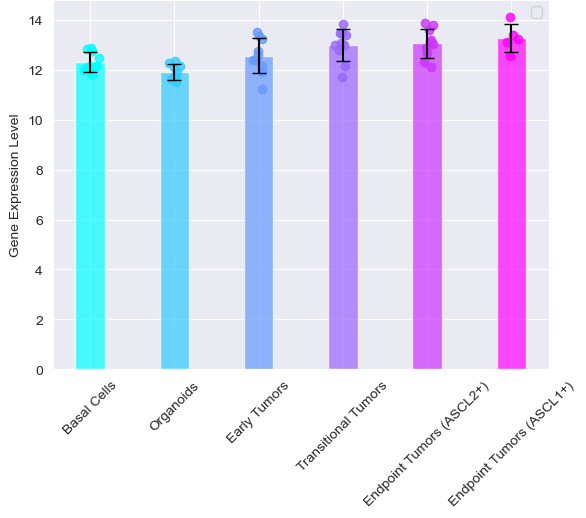 Gene Expression Level
14
12
10
8
6
4
2
0
Basal Cells
Organoids
Early Tumors
Transitional Tumors
Endpoint Tumors (ASCL2+)
Endpoint Tumors (ASCL1+)